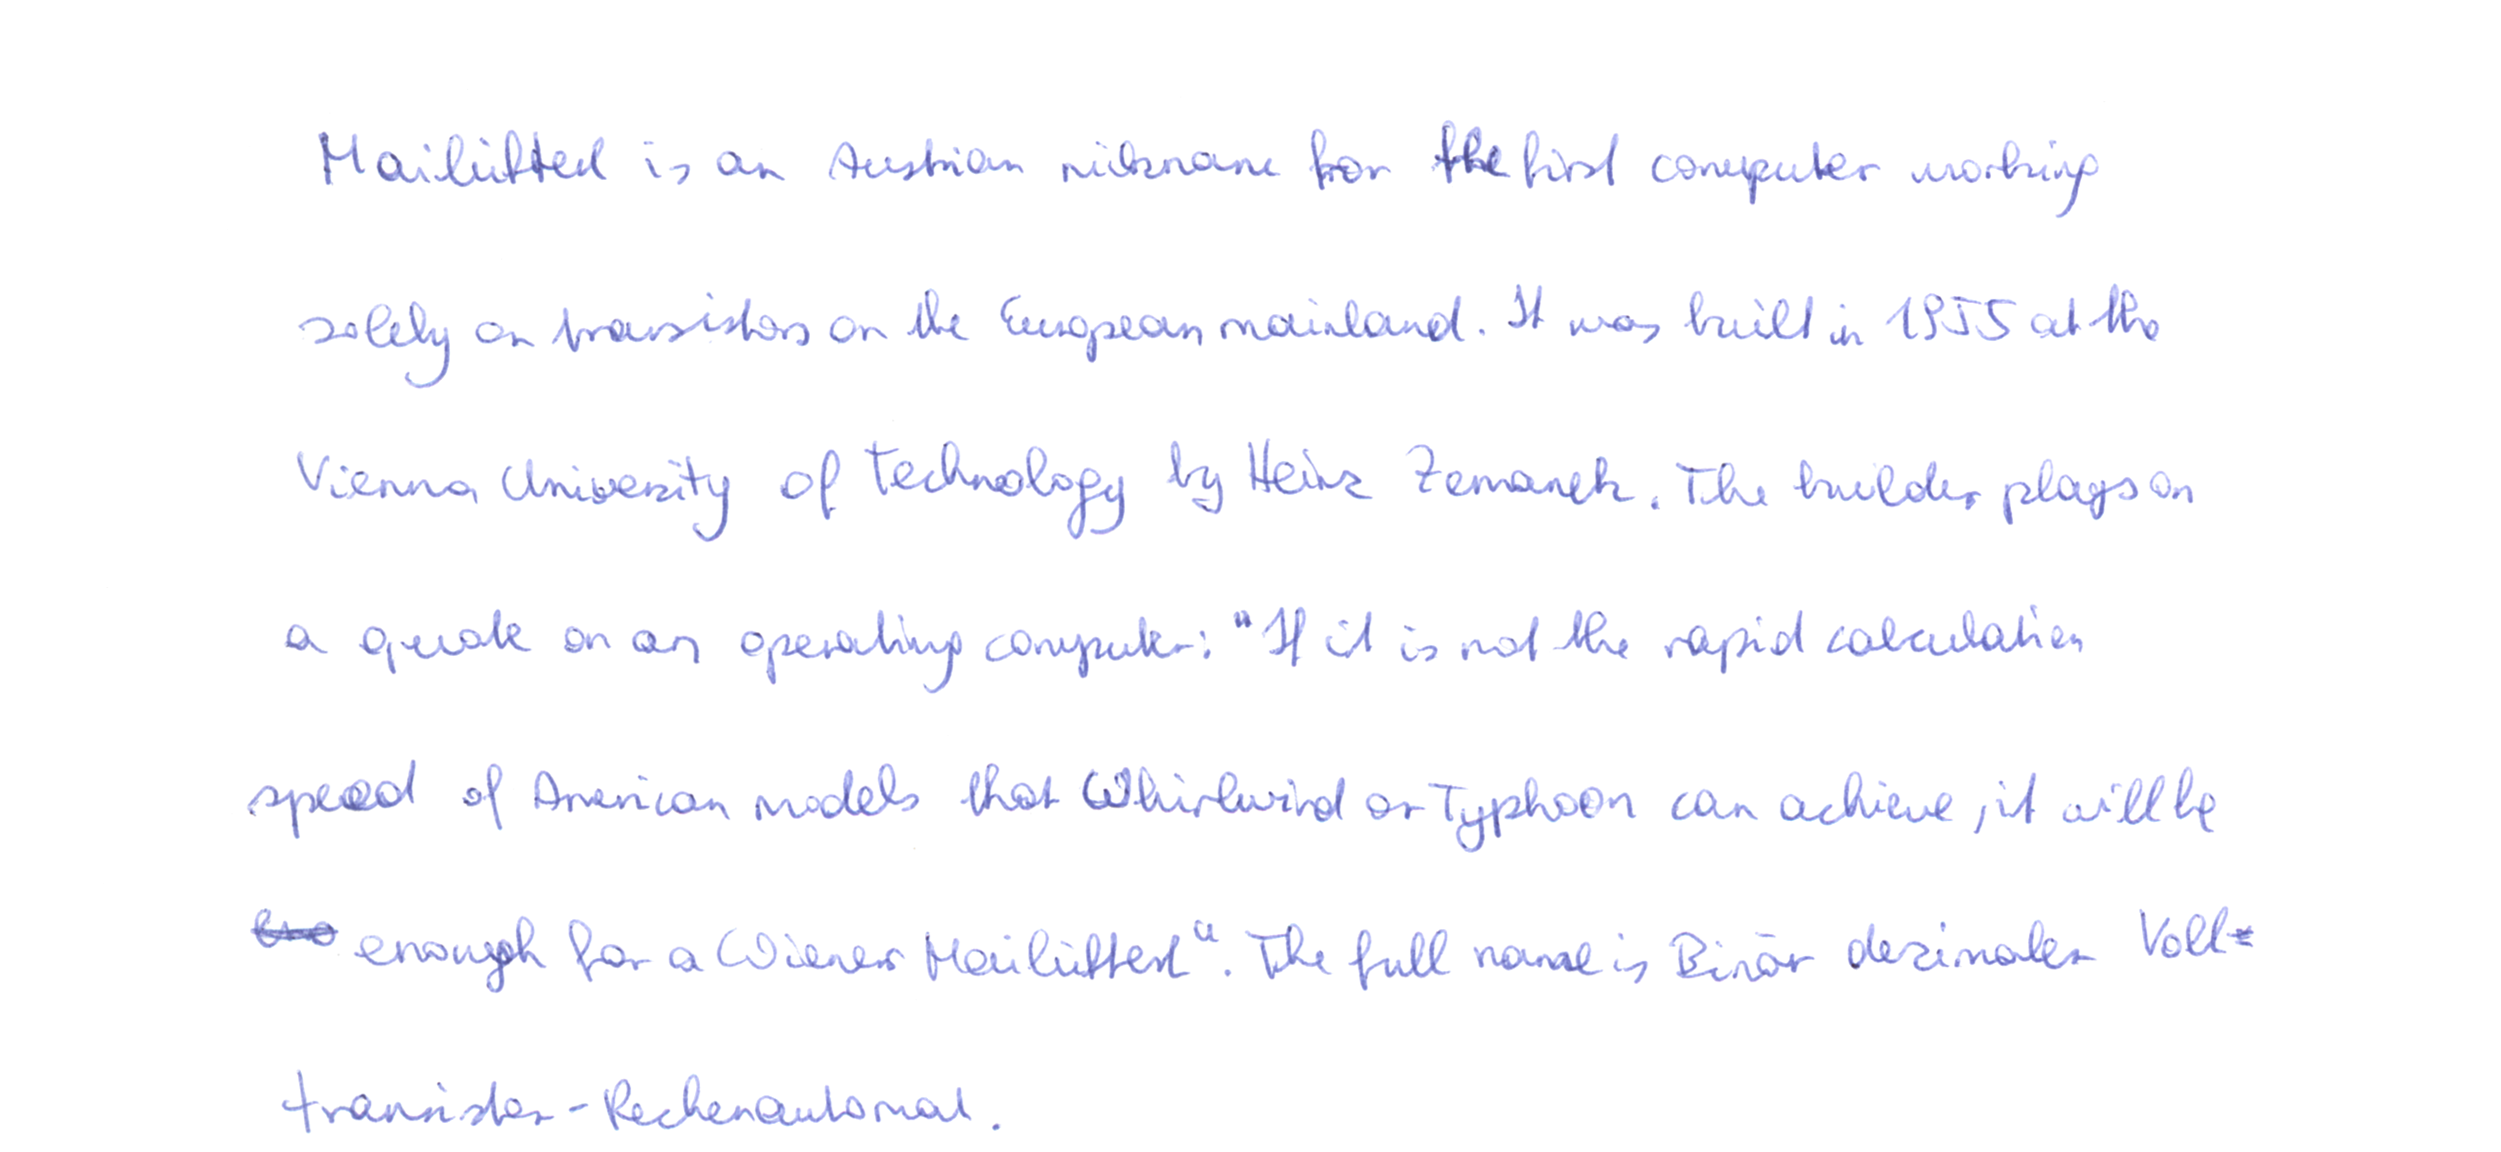 Mailüfterl is an Austrian nickname for the first computer working
solely on transistors on the European mainland. It was built in 1955 at the
Vienna University of Technology by Heinz Zemanek. The builder plays on
a quote on an operating computer: "If it is not the rapid calculation
speed of American models that Whirlwind or Typhoon can achieve, it will be
enough for a Wiener Mailüfterl". The full name is Binär dezimaler Voll=
transistor-Rechenautomat.